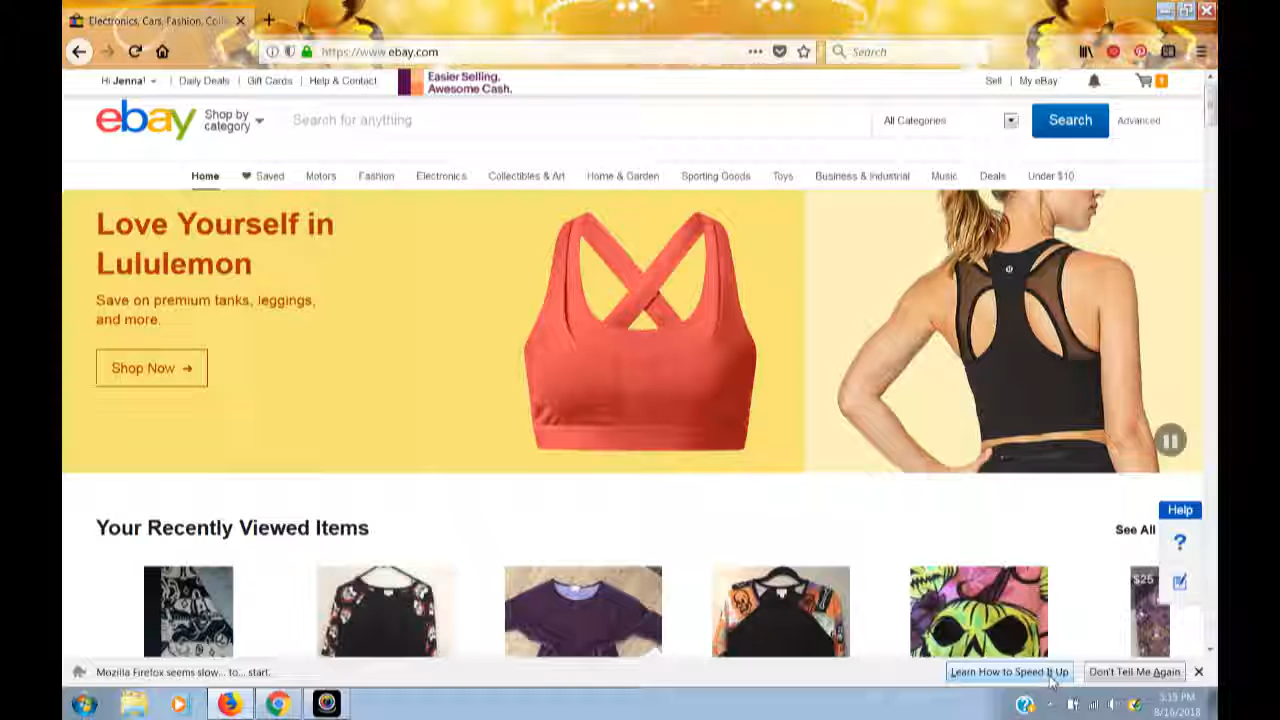 Electronics, Cars, Fashion, Coll
https://www.ebay.com
Search
Hi Jenna!
Daily Deals
Gift Cards
Help & Contact
Easier Selling.
Awesome Cash.
Sell
My eBay
ebay
Shop by
category
Search for anything
All Categories
Search
Advanced
Home
Saved
Motors
Fashion
Electronics
Collectibles & Art
Home & Garden
Sporting Goods
Toys
Business & Industrial
Music
Deals
Under $10
Love Yourself in
Lululemon
Save on premium tanks, leggings,
and more.
Shop Now →
Help
?
Your Recently Viewed Items
See All
$25
Mozilla Firefox seems slow... to... start.
Learn How to Speed It Up
Don't Tell Me Again
5:15 PM
8/16/2018